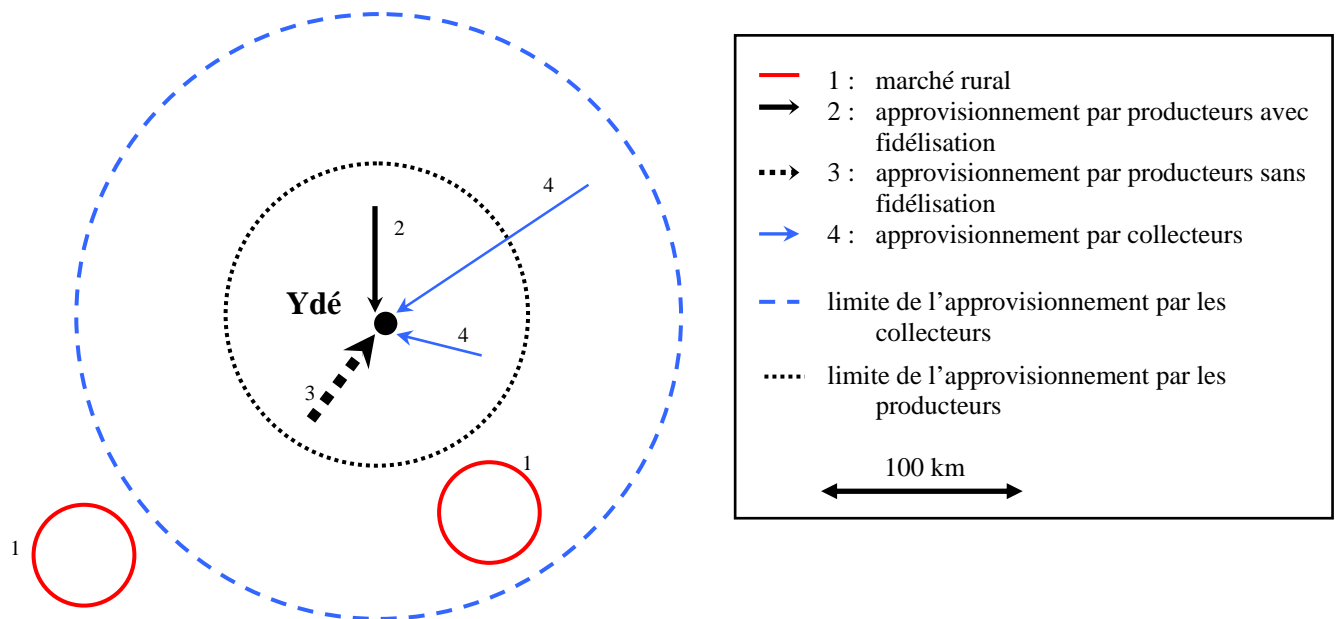 4
2
Ydé
4
3
1
1
1 : marché rural
2 : approvisionnement par producteurs avec
fidélisation
3 : approvisionnement par producteurs sans
fidélisation
4 : approvisionnement par collecteurs
limite de l’approvisionnement par les
collecteurs
limite de l’approvisionnement par les
producteurs
100 km